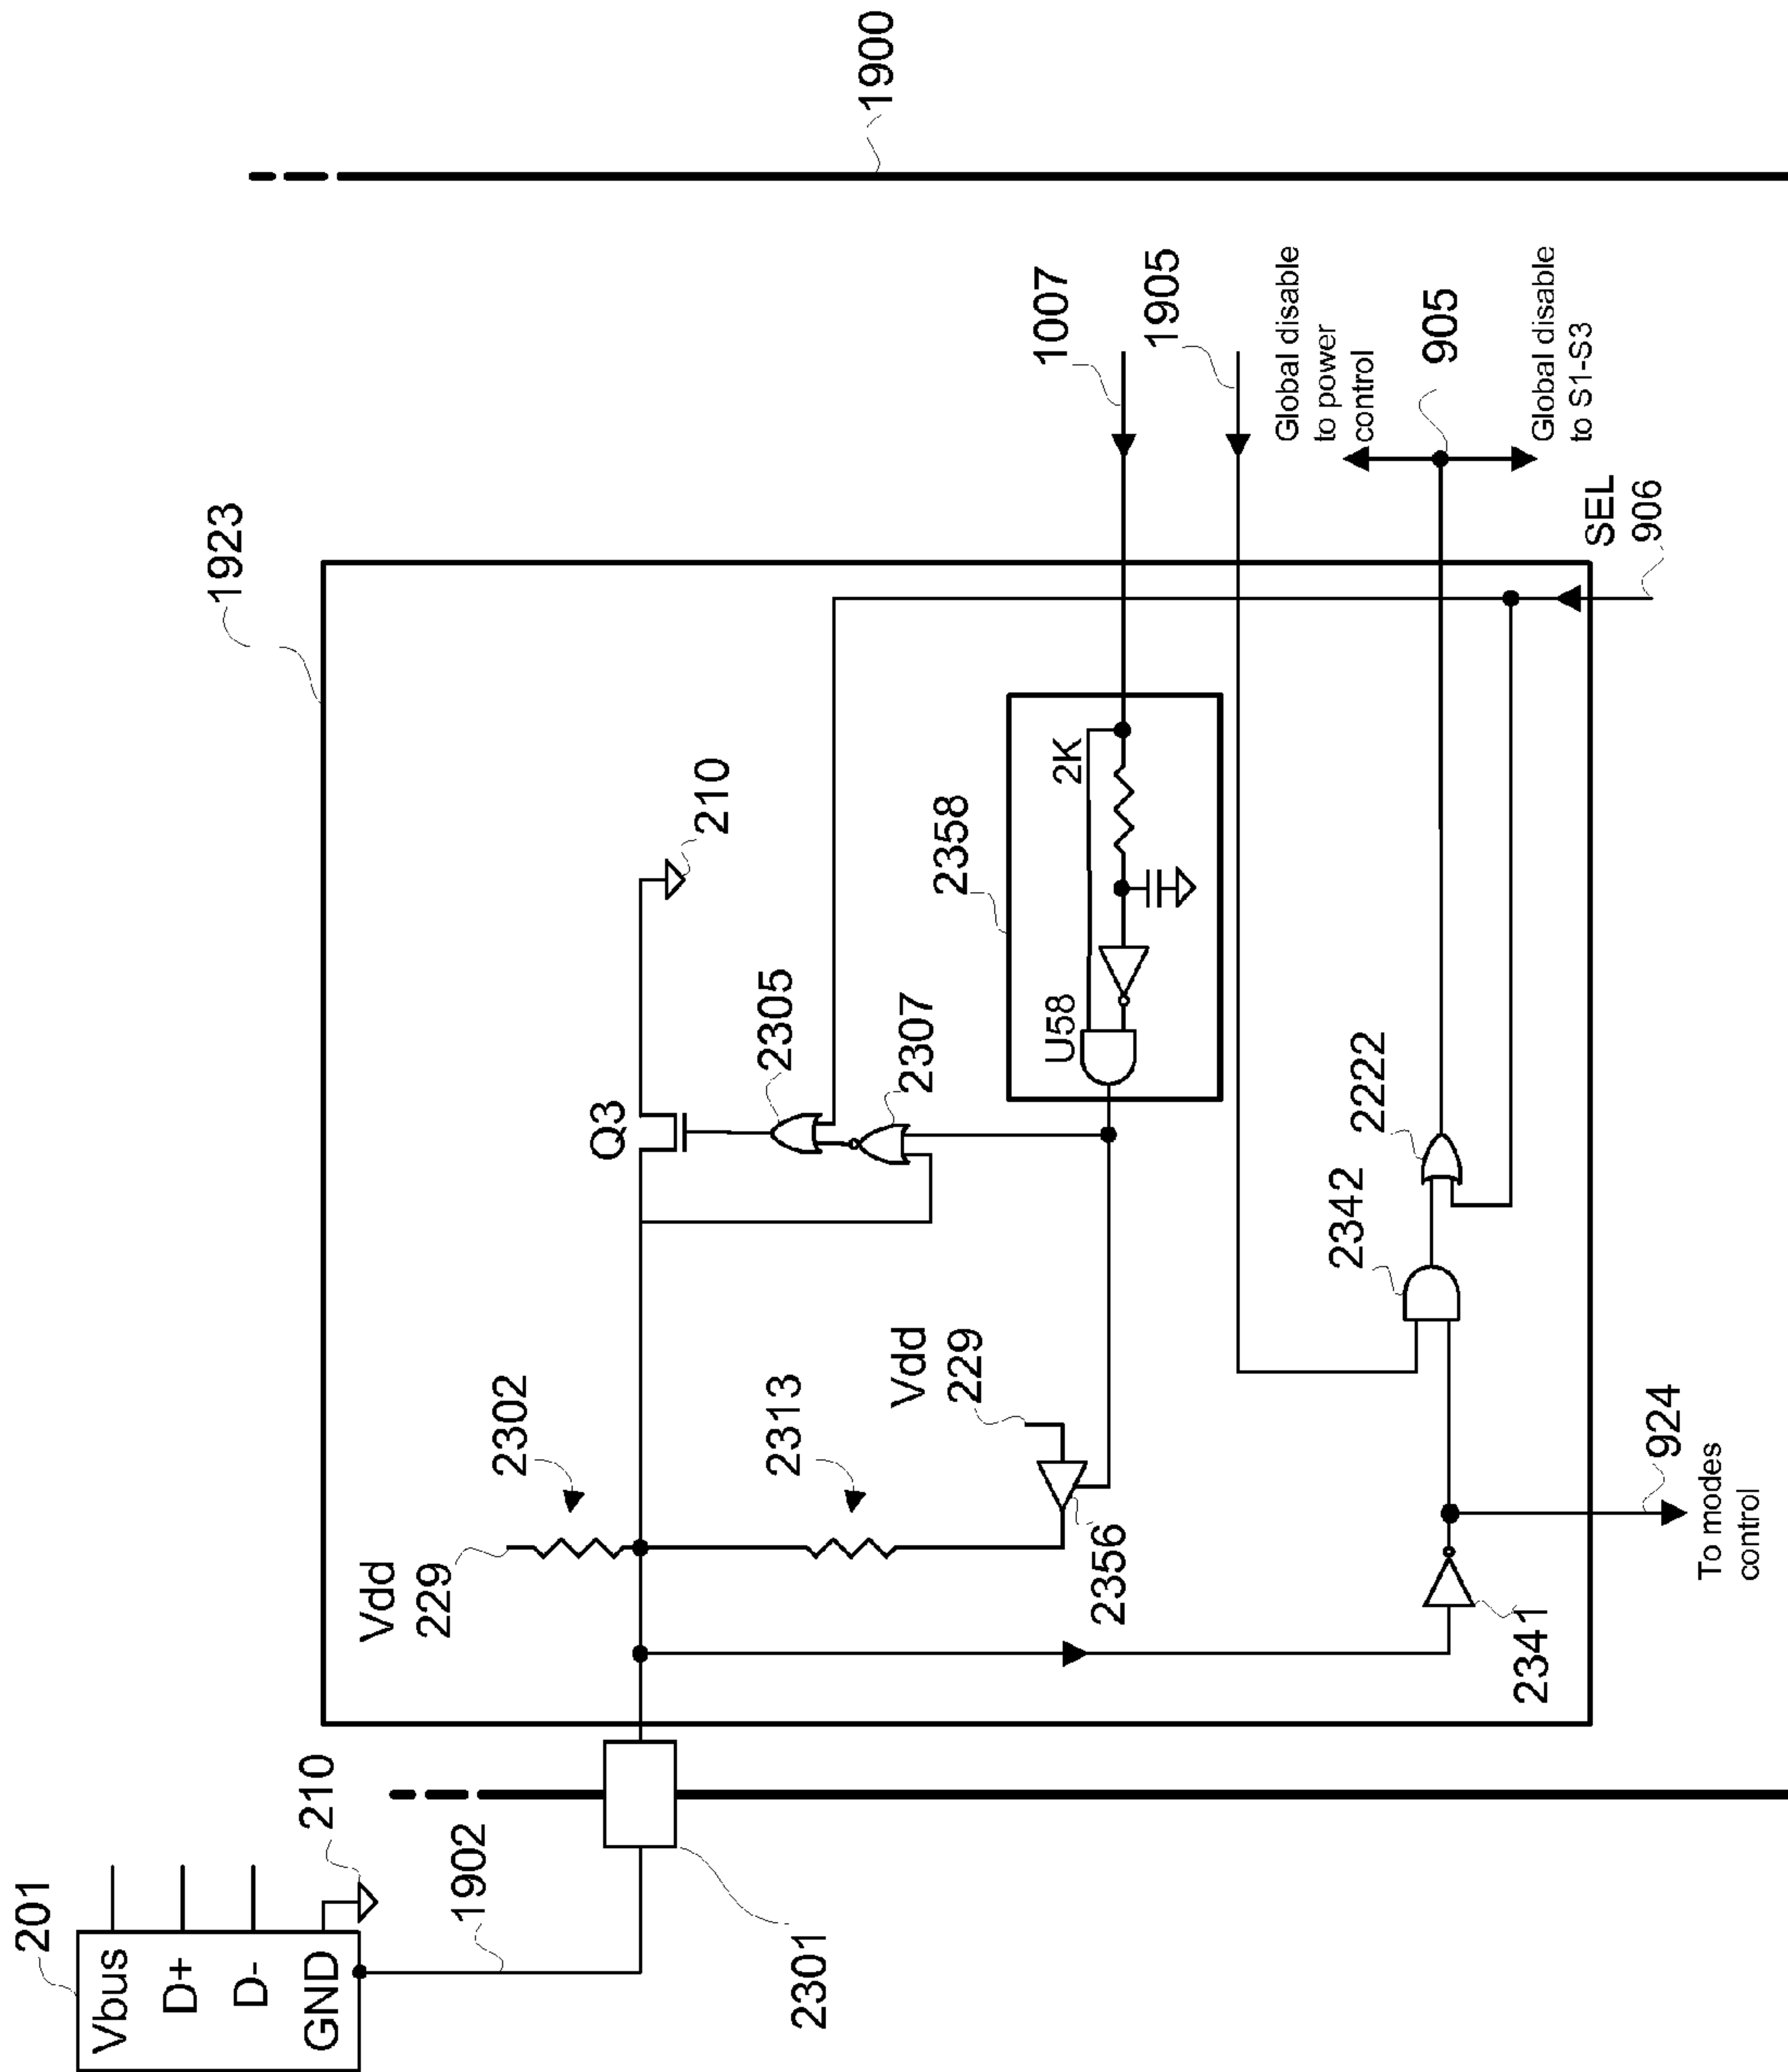 201
Vbus
D+
D-
GND
210
1902
2301
1923
1900
Vdd
229
2302
2313
Vdd
229
2356
Q3
210
2305
2307
2358
U58
2K
1007
1905
Global disable
to power
control
905
Global disable
to S1-S3
SEL
906
2342
2222
2341
924
To modes
control